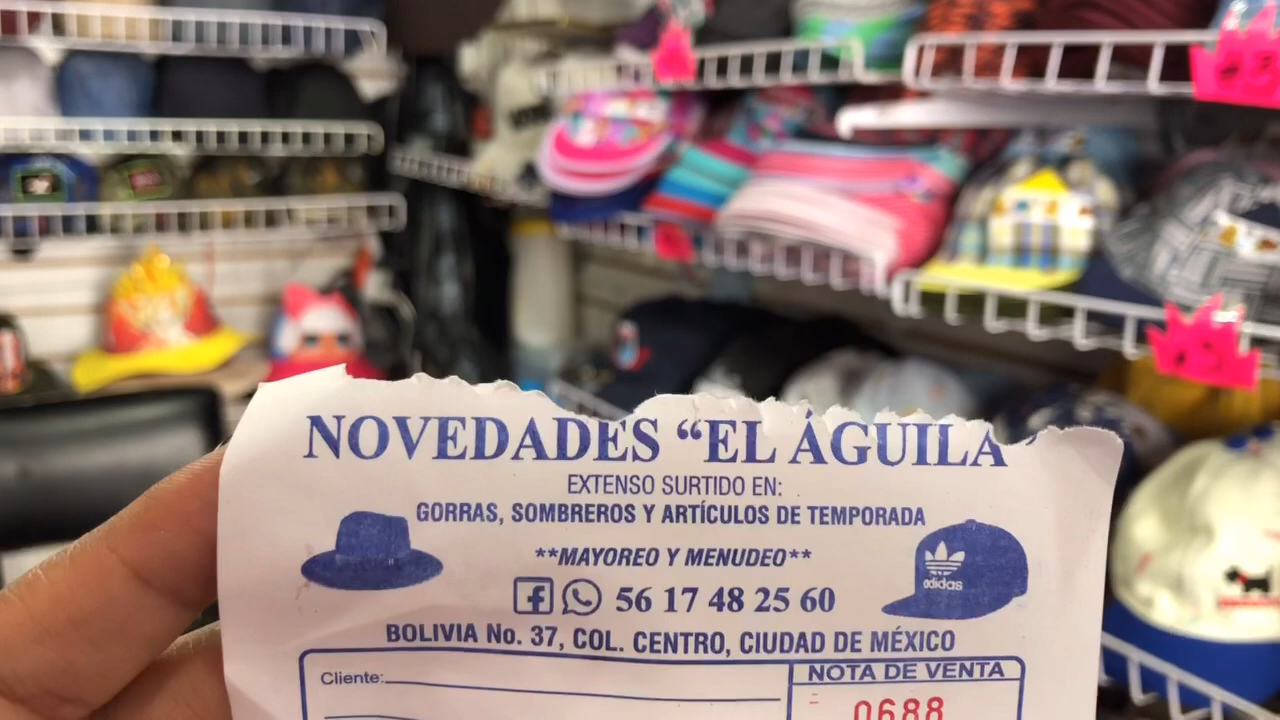 NOVEDADES “EL ÁGUILA
EXTENSO SURTIDO EN:
GORRAS, SOMBREROS Y ARTÍCULOS DE TEMPORADA
**MAYOREO Y MENUDEO**
56 17 48 25 60
adidas
BOLIVIA No. 37, COL. CENTRO, CIUDAD DE MÉXICO
Cliente:
NOTA DE VENTA
0688